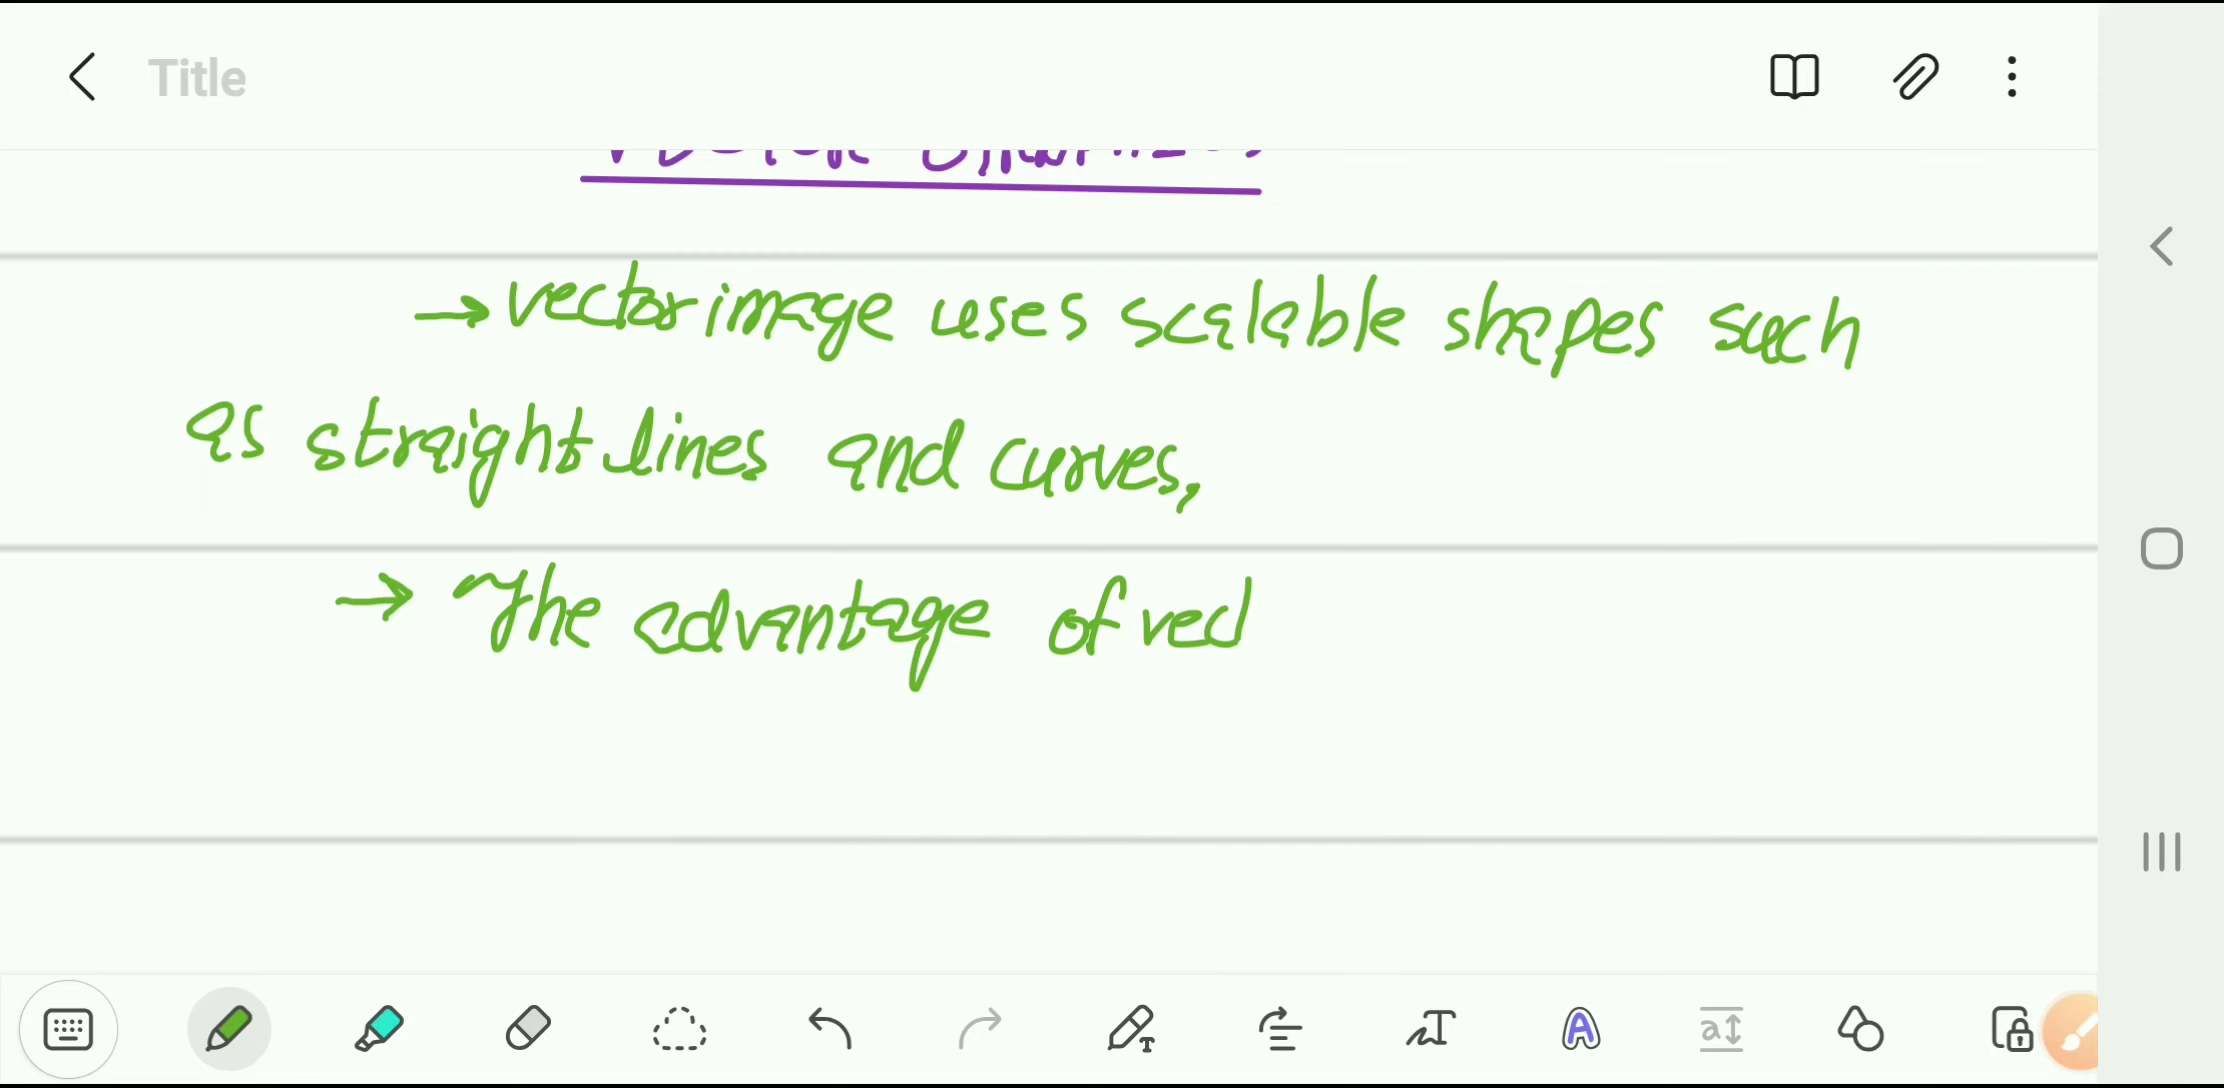 Title
→ vector image uses scalable shapes such
as straight lines and curves,
→ The advantage of vec